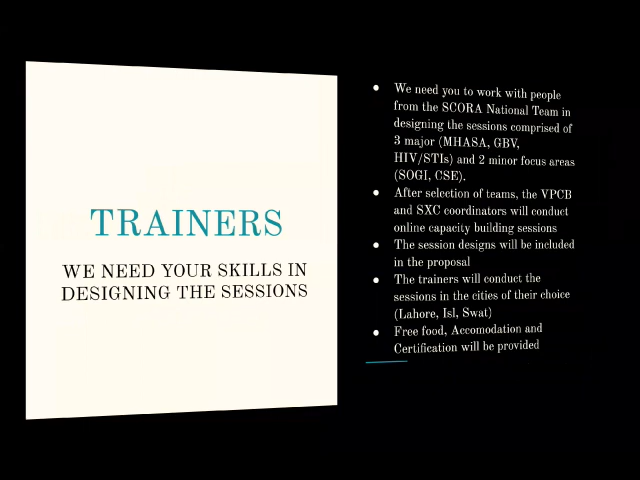 TRAINERS
WE NEED YOUR SKILLS IN
DESIGNING THE SESSIONS
● We need you to work with people
from the SCORA National Team in
designing the sessions comprised of
3 major (MHASA, GBV,
HIV/STIs) and 2 minor focus areas
(SOGI, CSE).
● After selection of teams, the VPCB
and SXC coordinators will conduct
online capacity building sessions
● The session designs will be included
in the proposal
● The trainers will conduct the
sessions in the cities of their choice
(Lahore, Isl, Swat)
● Free food, Accomodation and
Certification will be provided